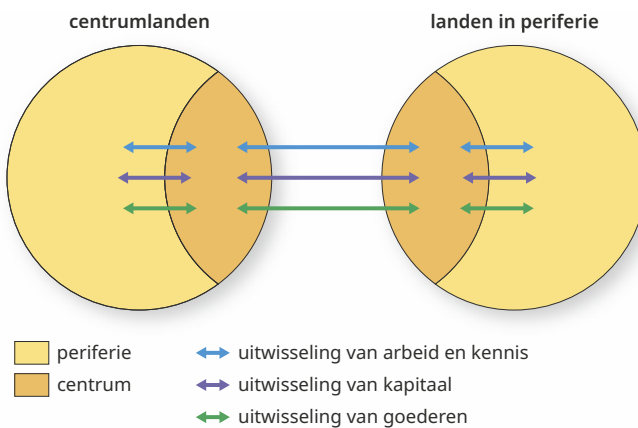 centrumlanden
landen in periferie
periferie
centrum
uitwisseling van arbeid en kennis
uitwisseling van kapitaal
uitwisseling van goederen